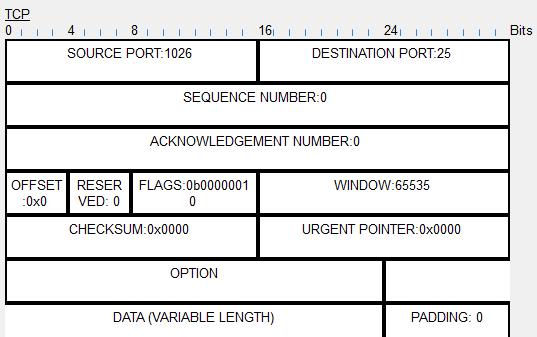 TCP
0 4 8 16 24 Bits
SOURCE PORT:1026 DESTINATION PORT:25
SEQUENCE NUMBER:0
ACKNOWLEDGEMENT NUMBER:0
OFFSET RESER FLAGS:0b0000001 WINDOW:65535
:0x0 VED: 0 0
CHECKSUM:0x0000 URGENT POINTER:0x0000
OPTION
DATA (VARIABLE LENGTH) PADDING: 0